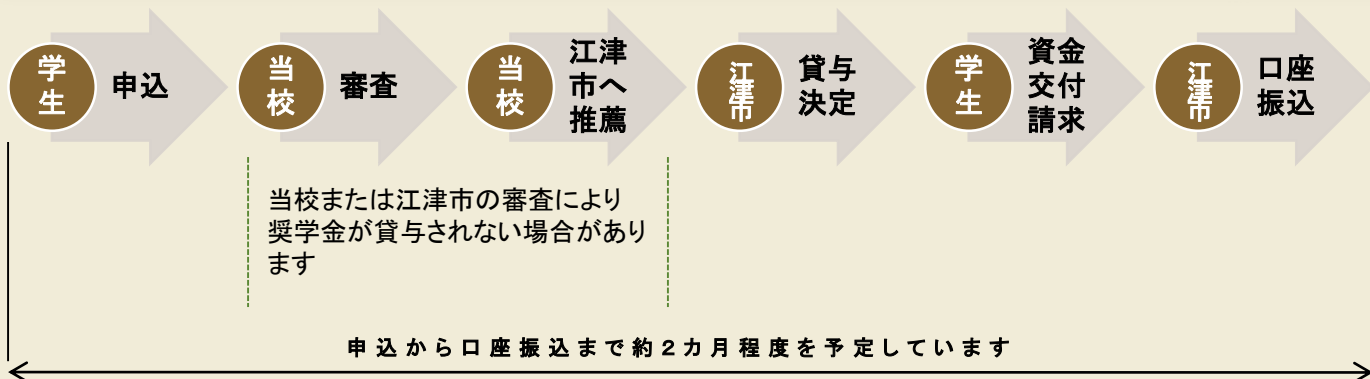 学
生
申込
当
校
審査
当
校
江津
市へ
推薦
江津市
貸与
決定
学
生
資金
交付
請求
江津市
口座
振込
当校または江津市の審査により
奨学金が貸与されない場合があり
ます
申込から口座振込まで約２カ月程度を予定しています